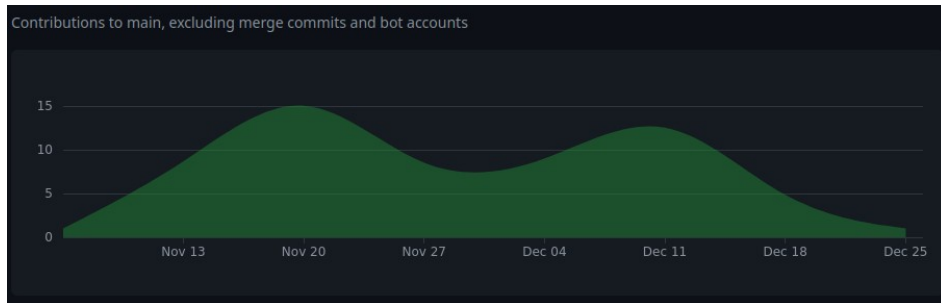 Contributions to main, excluding merge commits and bot accounts
15
10
5
0
Nov 13 Nov 20 Nov 27 Dec 04 Dec 11 Dec 18 Dec 25